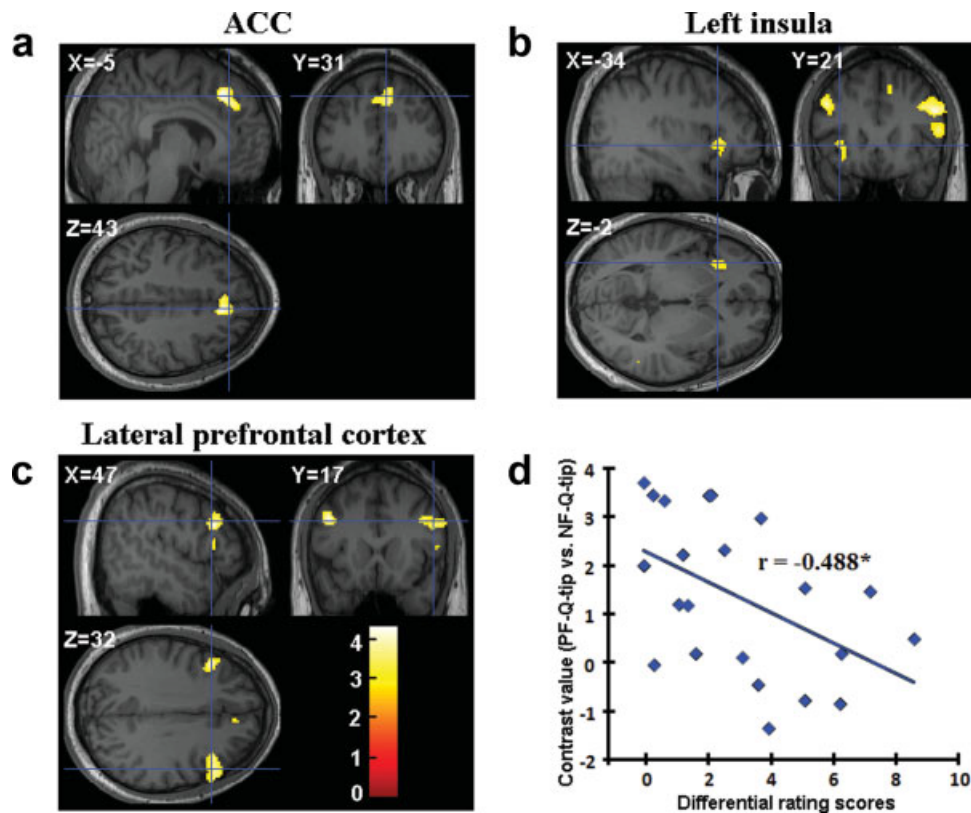 ACC
a
X=-5
Y=31
Z=43
Left insula
b
X=-34
Y=21
Z=-2
Lateral prefrontal cortex
c
X=47
Y=17
Z=32
4
3
2
1
0
d
Contrast value (PF-Q-tip vs. NF-Q-tip)
4
3
2
1
0
-1
-2
r = -0.488*
0 2 4 6 8 10
Differential rating scores